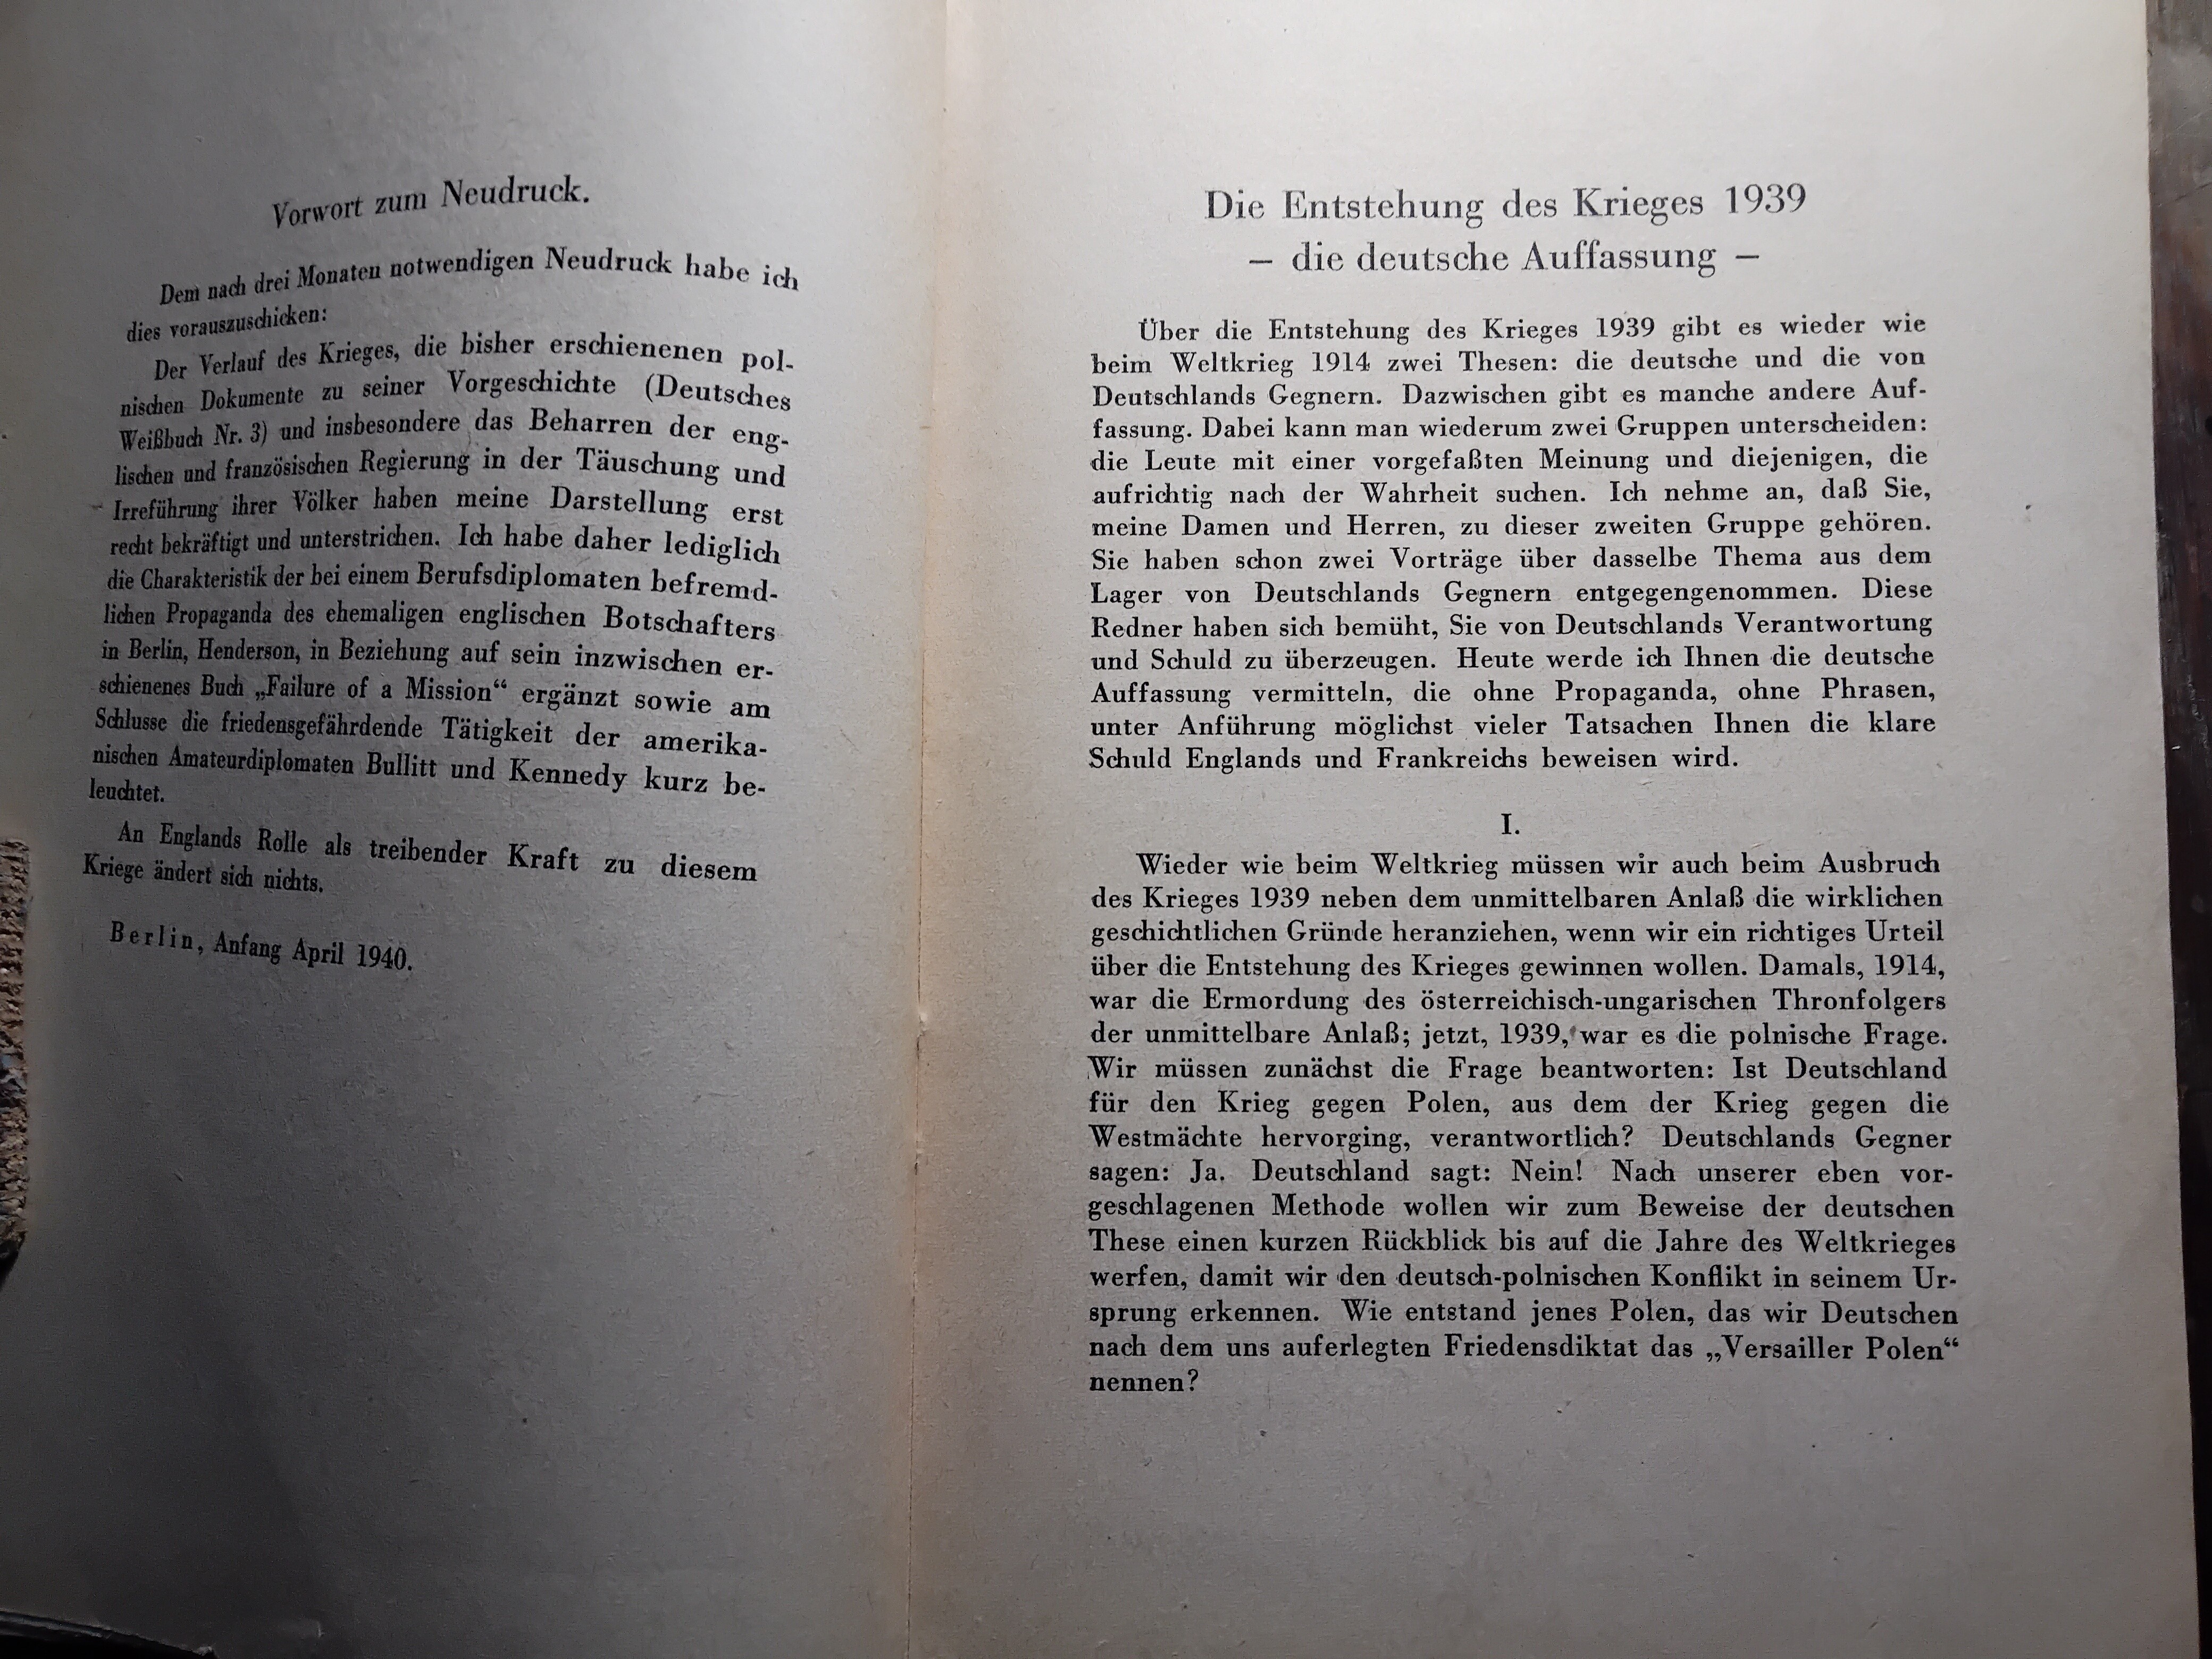 Vorwort zum Neudruck.
Dem nach drei Monaten notwendigen Neudruck habe ich
dies vorauszuschicken:
Der Verlauf des Krieges, die bisher erschienenen pol-
nischen Dokumente zu seiner Vorgeschichte (Deutsches
Weißbuch Nr. 3) und insbesondere das Beharren der eng-
lischen und französischen Regierung in der Täuschung und
Irreführung ihrer Völker haben meine Darstellung erst
recht bekräftigt und unterstrichen. Ich habe daher lediglich
die Charakteristik der bei einem Berufsdiplomaten befremd-
lichen Propaganda des ehemaligen englischen Botschafters
in Berlin, Henderson, in Beziehung auf sein inzwischen er-
schienenes Buch „Failure of a Mission“ ergänzt sowie am
Schlusse die friedensgefährdende Tätigkeit der amerika-
nischen Amateurdiplomaten Bullitt und Kennedy kurz be-
leuchtet.
An Englands Rolle als treibender Kraft zu diesem
Kriege ändert sich nichts.
Berlin, Anfang April 1940.
Die Entstehung des Krieges 1939
– die deutsche Auffassung –
Über die Entstehung des Krieges 1939 gibt es wieder wie
beim Weltkrieg 1914 zwei Thesen: die deutsche und die von
Deutschlands Gegnern. Dazwischen gibt es manche andere Auf-
fassung. Dabei kann man wiederum zwei Gruppen unterscheiden:
die Leute mit einer vorgefaßten Meinung und diejenigen, die
aufrichtig nach der Wahrheit suchen. Ich nehme an, daß Sie,
meine Damen und Herren, zu dieser zweiten Gruppe gehören.
Sie haben schon zwei Vorträge über dasselbe Thema aus dem
Lager von Deutschlands Gegnern entgegengenommen. Diese
Redner haben sich bemüht, Sie von Deutschlands Verantwortung
und Schuld zu überzeugen. Heute werde ich Ihnen die deutsche
Auffassung vermitteln, die ohne Propaganda, ohne Phrasen,
unter Anführung möglichst vieler Tatsachen Ihnen die klare
Schuld Englands und Frankreichs beweisen wird.
I.
Wieder wie beim Weltkrieg müssen wir auch beim Ausbruch
des Krieges 1939 neben dem unmittelbaren Anlaß die wirklichen
geschichtlichen Gründe heranziehen, wenn wir ein richtiges Urteil
über die Entstehung des Krieges gewinnen wollen. Damals, 1914,
war die Ermordung des österreichisch-ungarischen Thronfolgers
der unmittelbare Anlaß; jetzt, 1939, war es die polnische Frage.
Wir müssen zunächst die Frage beantworten: Ist Deutschland
für den Krieg gegen Polen, aus dem der Krieg gegen die
Westmächte hervorging, verantwortlich? Deutschlands Gegner
sagen: Ja. Deutschland sagt: Nein! Nach unserer eben vor-
geschlagenen Methode wollen wir zum Beweise der deutschen
These einen kurzen Rückblick bis auf die Jahre des Weltkrieges
werfen, damit wir den deutsch-polnischen Konflikt in seinem Ur-
sprung erkennen. Wie entstand jenes Polen, das wir Deutschen
nach dem uns auferlegten Friedensdiktat das „Versailler Polen“
nennen?